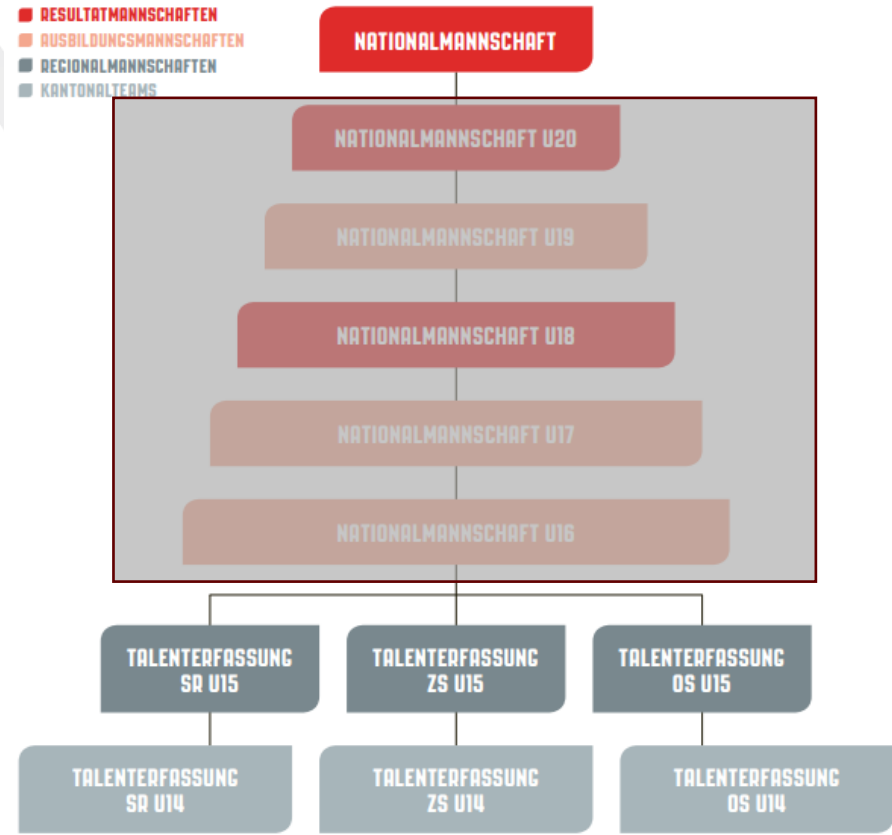 RESULTATMANNSCHAFTEN
AUSBILDUNGSMANNSCHAFTEN
REGIONALMANNSCHAFTEN
KANTONALTEAMS
NATIONALMANNSCHAFT
NATIONALMANNSCHAFT U20
NATIONALMANNSCHAFT U19
NATIONALMANNSCHAFT U18
NATIONALMANNSCHAFT U17
NATIONALMANNSCHAFT U16
TALENTERFASSUNG
SR U15
TALENTERFASSUNG
ZS U15
TALENTERFASSUNG
OS U15
TALENTERFASSUNG
SR U14
TALENTERFASSUNG
ZS U14
TALENTERFASSUNG
OS U14